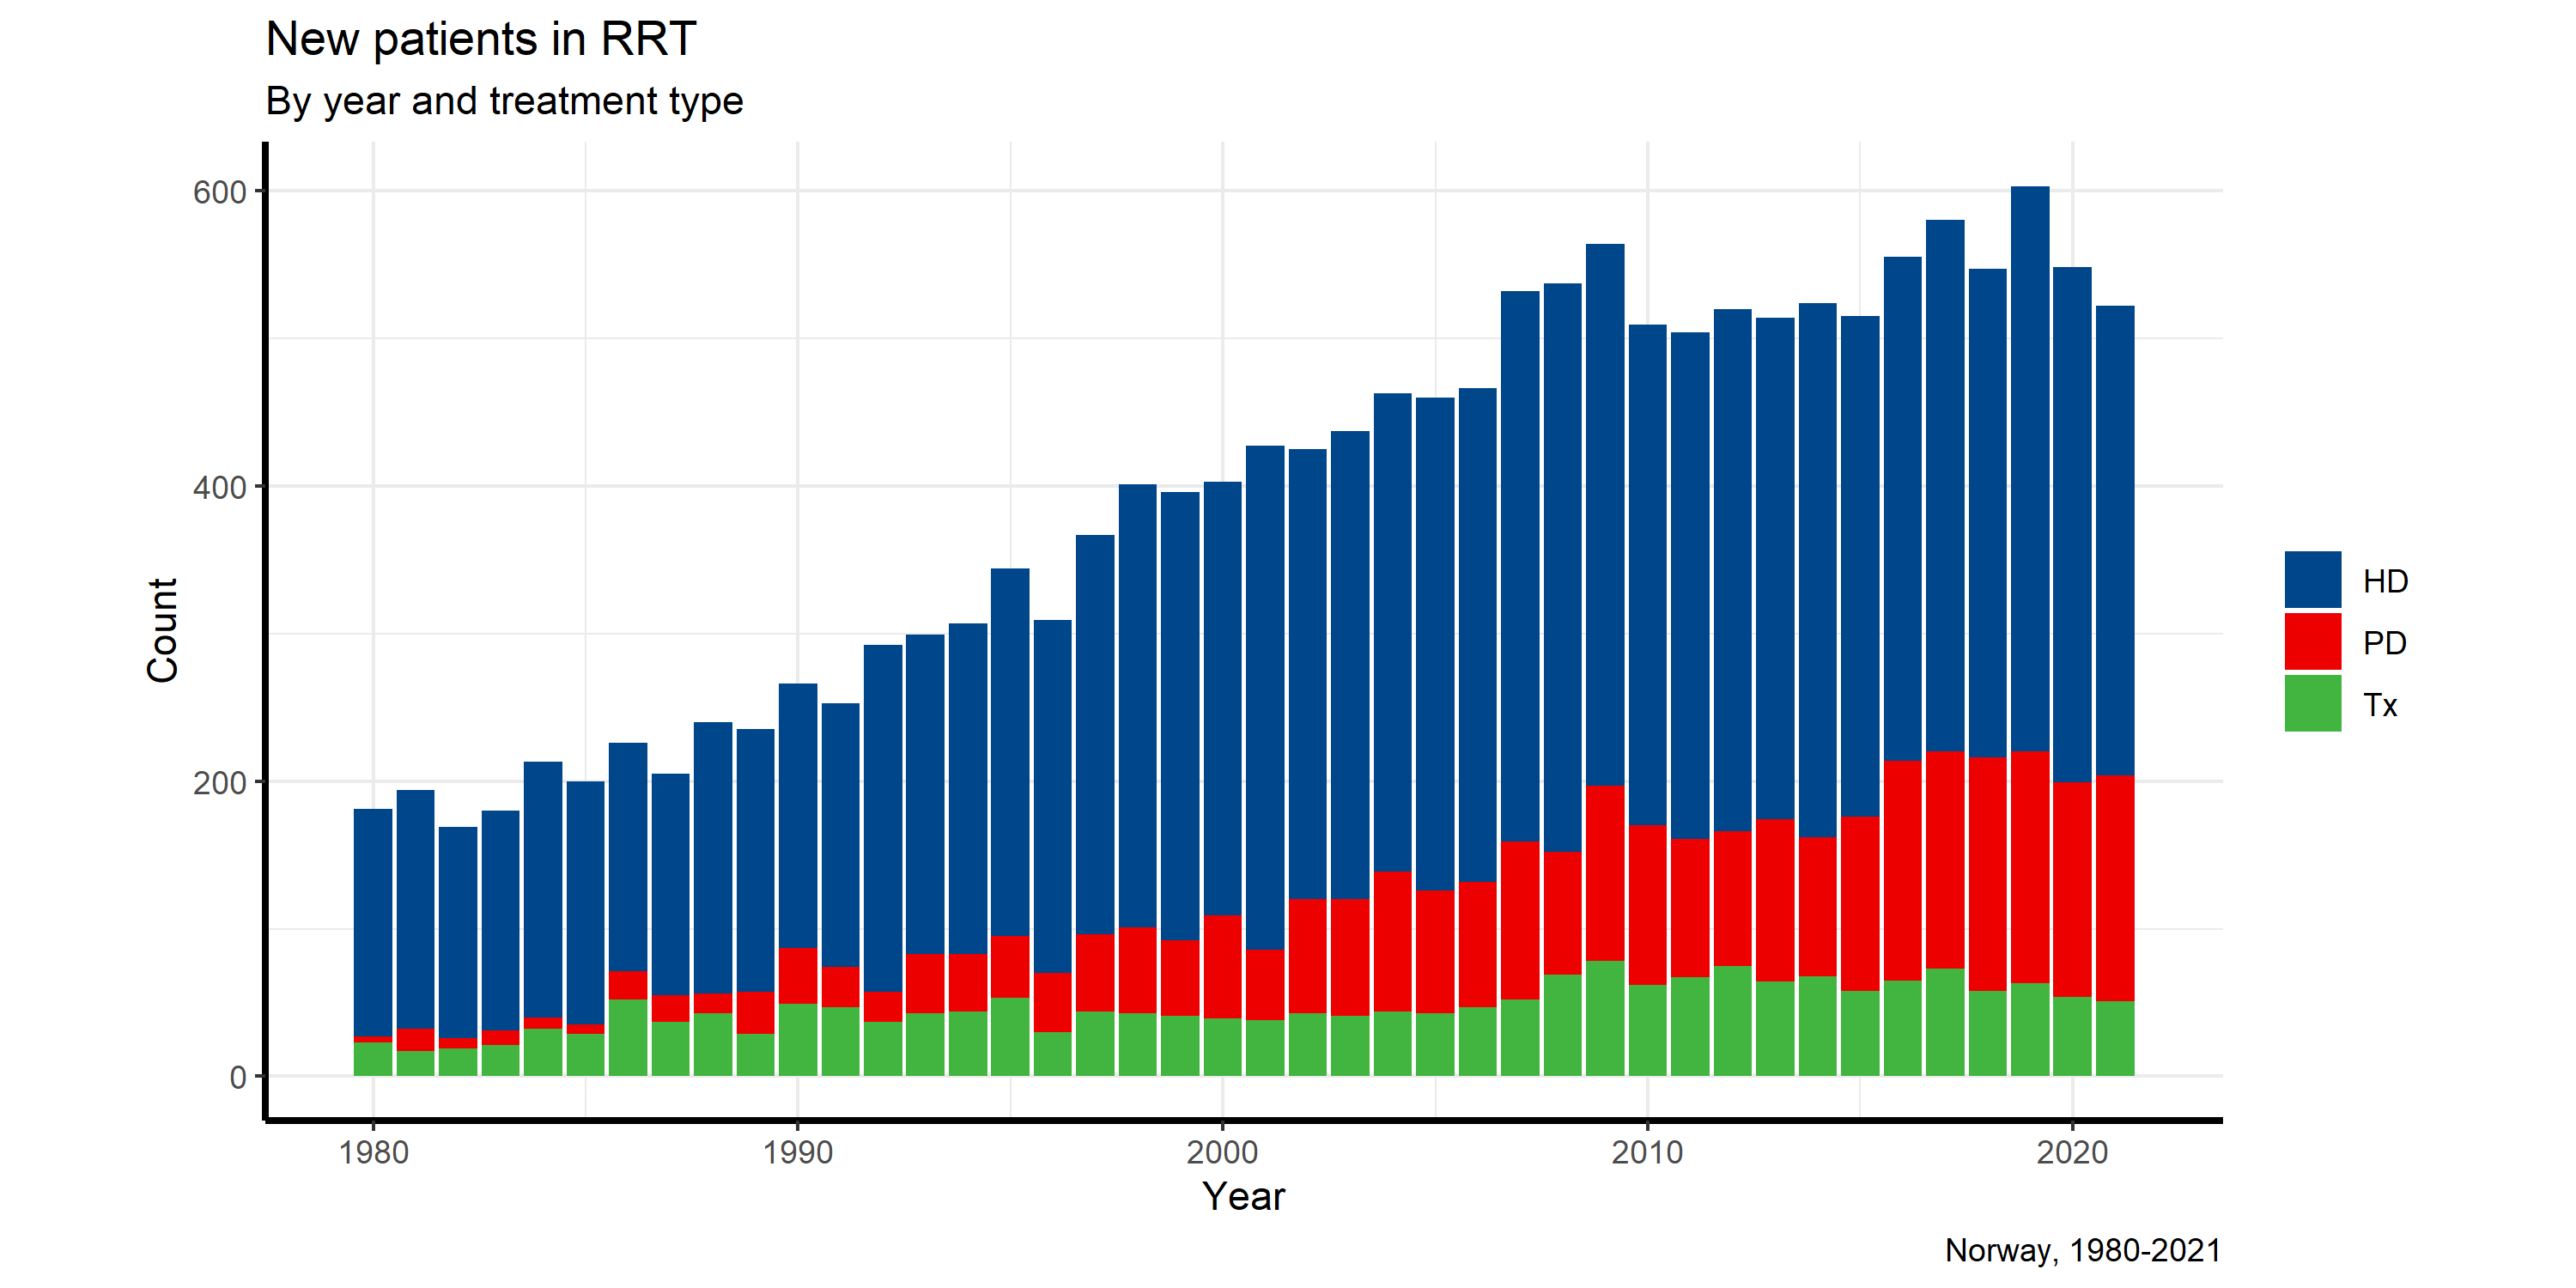 New patients in RRT
By year and treatment type
600
400
200
0
Count
1980
1990
2000
2010
2020
Year
HD
PD
Tx
Norway, 1980-2021